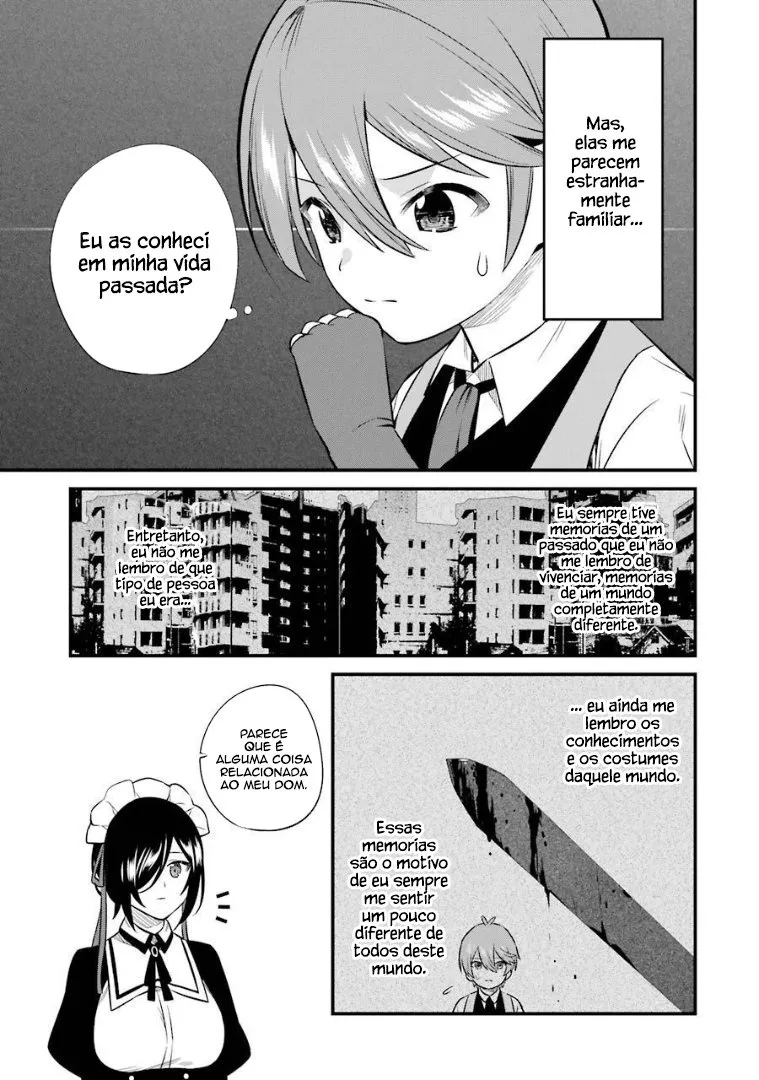 Mas,
elas me
parecem
estranha-
mente
familiar...
Eu as conheci
em minha vida
passada?
Eu sempre tive
memorias de um
passado que eu não
me lembro de
vivenciar, memorias
de um mundo
completamente
diferente.
Entretanto,
eu não me
lembro de que
tipo de pessoa
eu era...
... eu ainda me
lembro os
conhecimentos
e os costumes
daquele mundo.
Essas
memorias
são o motivo
de eu sempre
me sentir
um pouco
diferente de
todos deste
mundo.
PARECE
QUE É
ALGUMA COISA
RELACIONADA
AO MEU DOM.